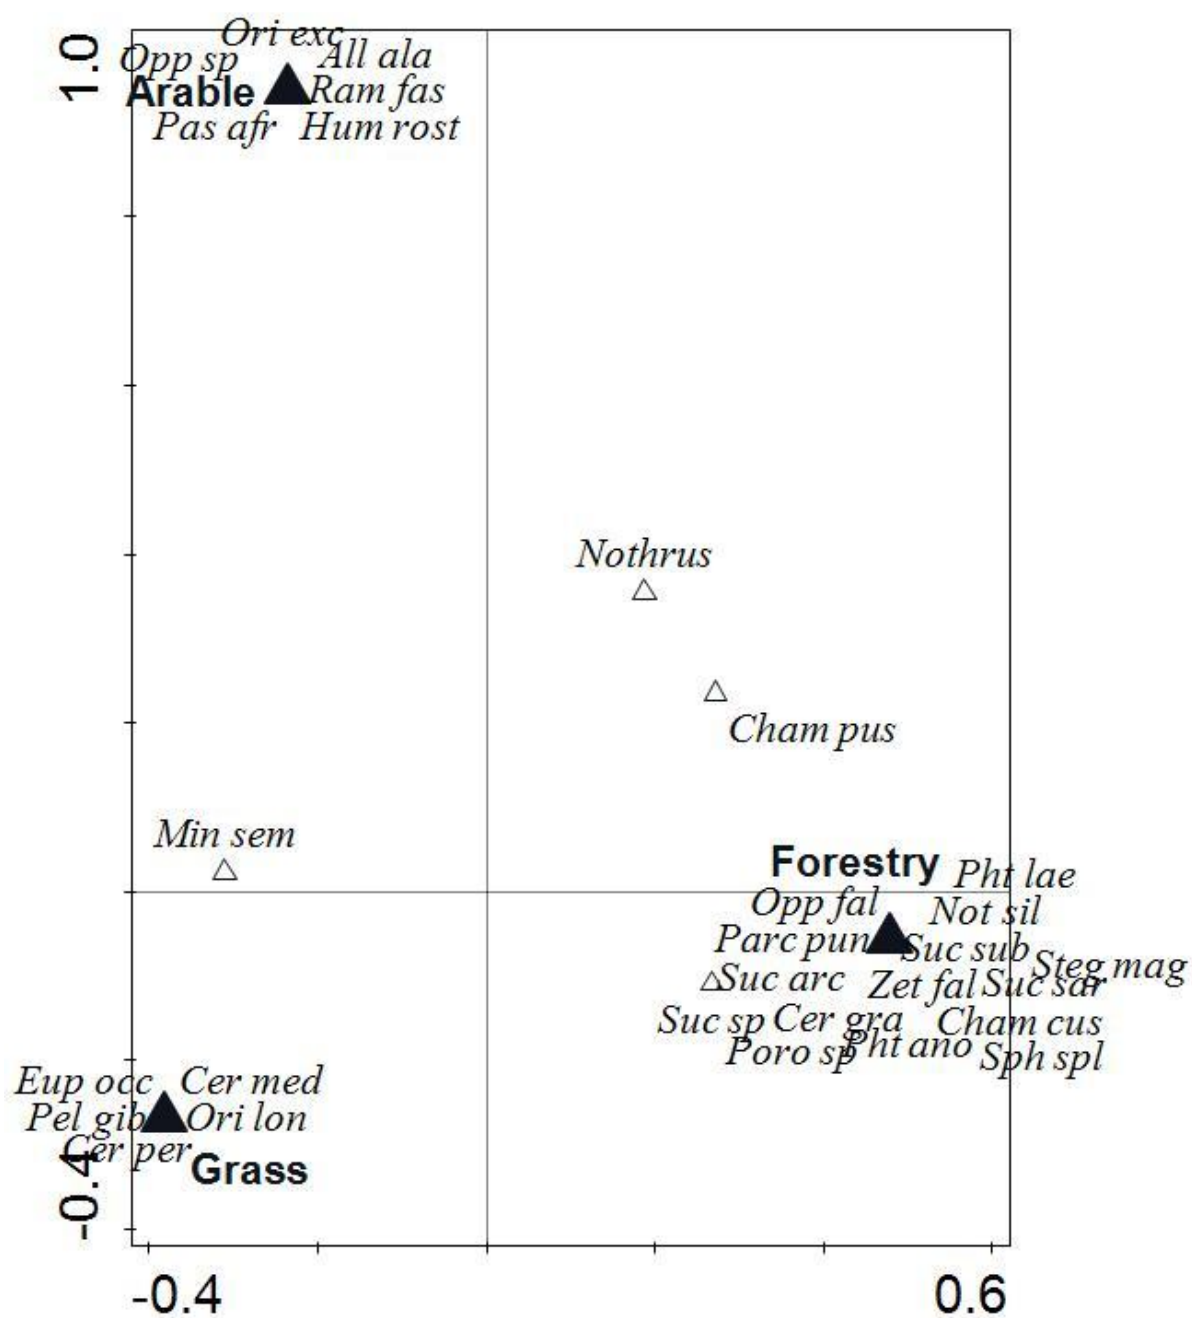 1.0
Ori exc
Opp sp
All ala
Arable
Ram fas
Pas afr
Hum rost
Nothrus
Cham pus
Min sem
Forestry
Pht lae
Opp fal
Not sil
Parc pun
Suc sub
Steg mag
Suc arc
Zet fal
Suc sar
Suc sp
Cer gra
Cham cus
Poro sp
Pht ano
Sph spl
Eup occ
Cer med
Pel gib
Ori lon
Cer per
Grass
-0.4
-0.4
0.6